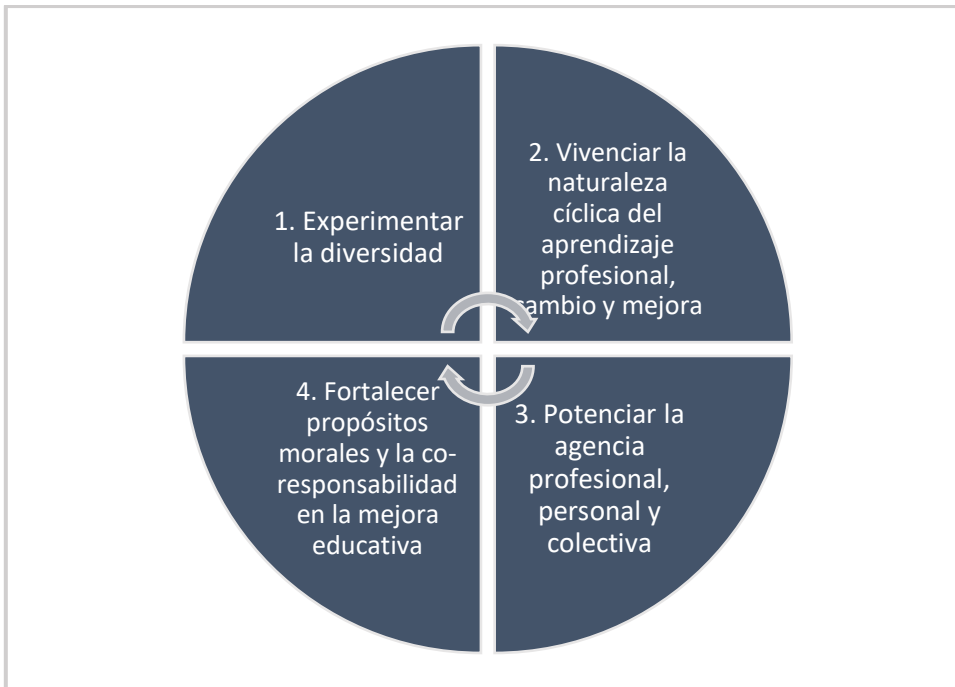 1. Experimentar
la diversidad
2. Vivenciar la
naturaleza
cíclica del
aprendizaje
profesional,
cambio y mejora
3. Potenciar la
agencia
profesional,
personal y
colectiva
4. Fortalecer
propósitos
morales y la co-
responsabilidad
en la mejora
educativa